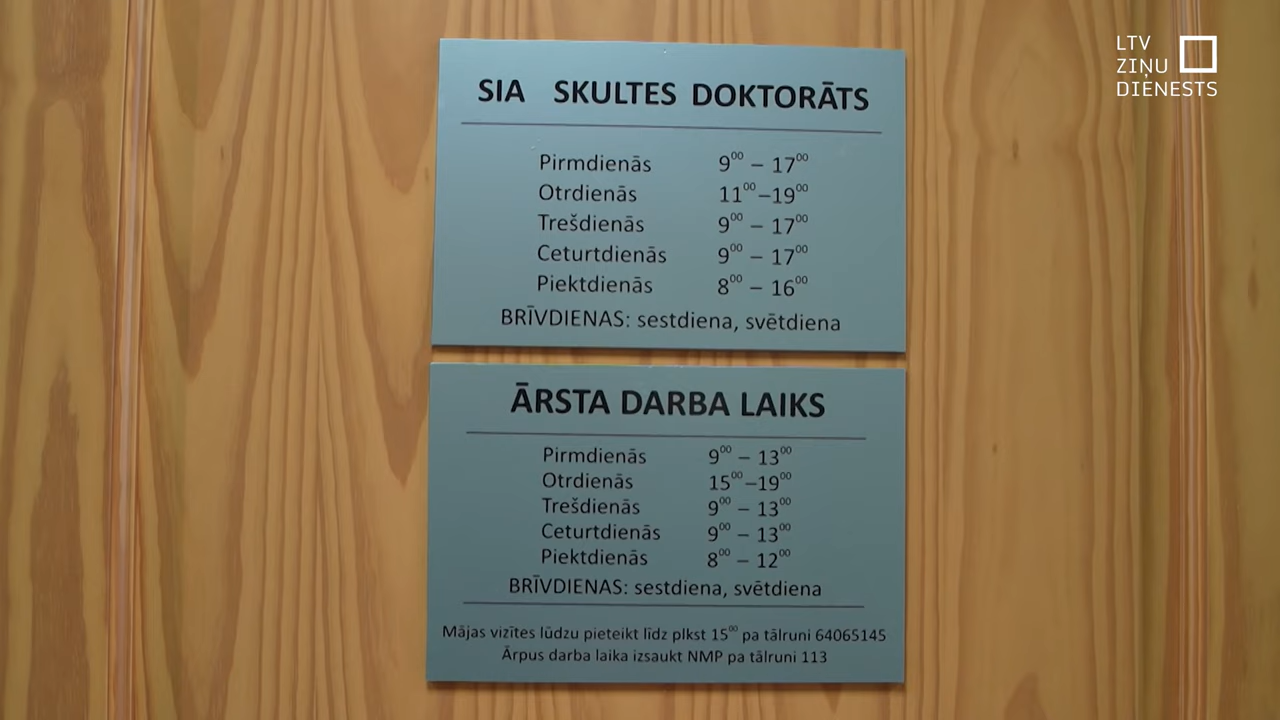 LTV
ZIŅU
DIENESTS
SIA SKULTES DOKTORĀTS
Pirmdienās 9⁰⁰ – 17⁰⁰
Otrdienās 11⁰⁰ –19⁰⁰
Trešdienās 9⁰⁰ – 17⁰⁰
Ceturtdienās 9⁰⁰ – 17⁰⁰
Piektdienās 8⁰⁰ – 16⁰⁰
BRĪVDIENAS: sestdiena, svētdiena
ĀRSTA DARBA LAIKS
Pirmdienās 9⁰⁰ – 13⁰⁰
Otrdienās 15⁰⁰ –19⁰⁰
Trešdienās 9⁰⁰ – 13⁰⁰
Ceturtdienās 9⁰⁰ – 13⁰⁰
Piektdienās 8⁰⁰ – 12⁰⁰
BRĪVDIENAS: sestdiena, svētdiena
Mājas vizītes lūdzu pieteikt līdz plkst 15⁰⁰ pa tālruni 64065145
Ārpus darba laika izsaukt NMP pa tālruni 113